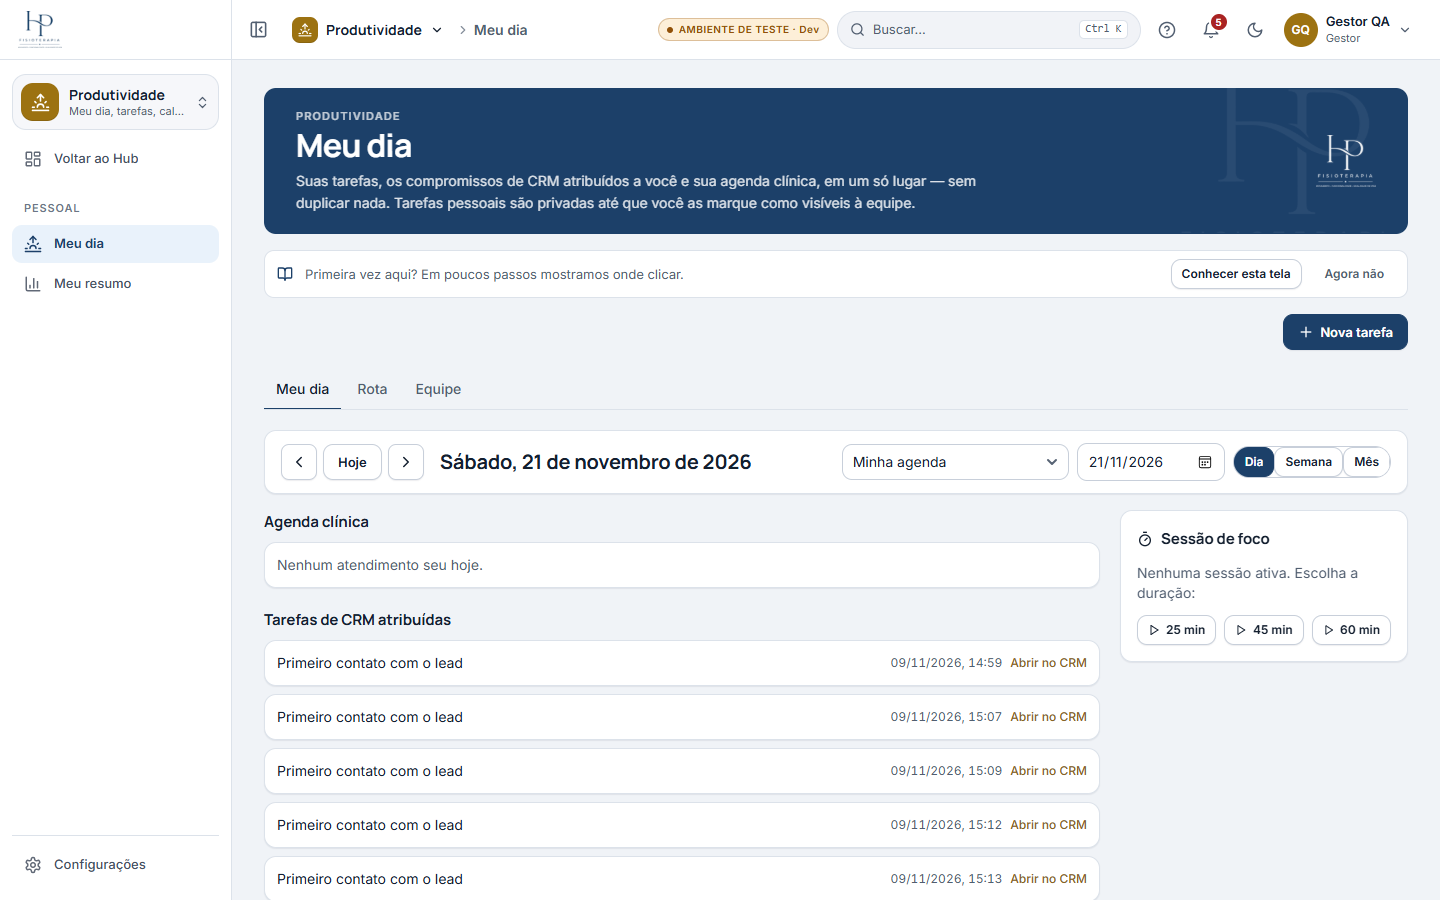 HP
FISIOTERAPIA
Produtividade
Meu dia, tarefas, cal...
Voltar ao Hub
PESSOAL
Meu dia
Meu resumo
Configurações
Produtividade
Meu dia
AMBIENTE DE TESTE · Dev
Buscar...
Ctrl K
5
GQ
Gestor QA
Gestor
PRODUTIVIDADE
Meu dia
Suas tarefas, os compromissos de CRM atribuídos a você e sua agenda clínica, em um só lugar — sem
duplicar nada. Tarefas pessoais são privadas até que você as marque como visíveis à equipe.
HP
FISIOTERAPIA
Primeira vez aqui? Em poucos passos mostramos onde clicar.
Conhecer esta tela
Agora não
Nova tarefa
Meu dia
Rota
Equipe
Hoje
Sábado, 21 de novembro de 2026
Minha agenda
21/11/2026
Dia
Semana
Mês
Agenda clínica
Nenhum atendimento seu hoje.
Tarefas de CRM atribuídas
Primeiro contato com o lead 09/11/2026, 14:59 Abrir no CRM
Primeiro contato com o lead 09/11/2026, 15:07 Abrir no CRM
Primeiro contato com o lead 09/11/2026, 15:09 Abrir no CRM
Primeiro contato com o lead 09/11/2026, 15:12 Abrir no CRM
Primeiro contato com o lead 09/11/2026, 15:13 Abrir no CRM
Sessão de foco
Nenhuma sessão ativa. Escolha a
duração:
25 min
45 min
60 min